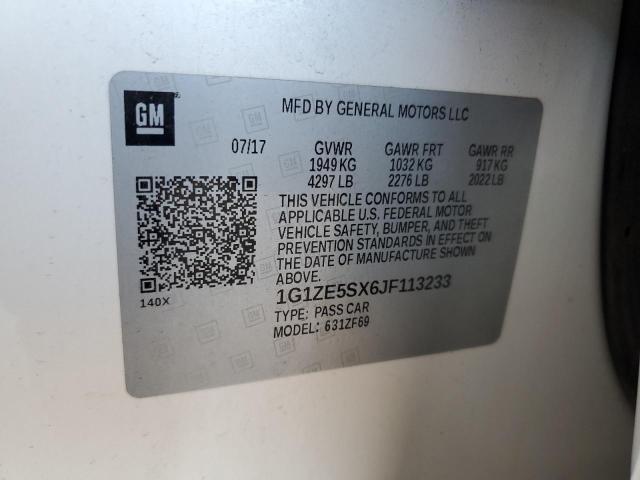 GM
MFD BY GENERAL MOTORS LLC
07/17 GVWR GAWR FRT GAWR RR
1949 KG 1032 KG 917 KG
4297 LB 2276 LB 2022 LB
THIS VEHICLE CONFORMS TO ALL
APPLICABLE U.S. FEDERAL MOTOR
VEHICLE SAFETY, BUMPER, AND THEFT
PREVENTION STANDARDS IN EFFECT ON
THE DATE OF MANUFACTURE SHOWN
ABOVE.
140X
1G1ZE5SX6JF113233
TYPE: PASS CAR
MODEL: 631ZF69